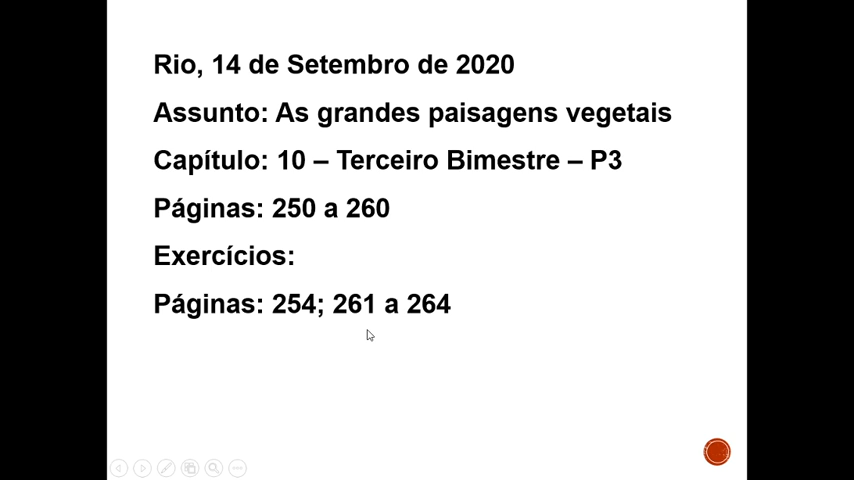 Rio, 14 de Setembro de 2020
Assunto: As grandes paisagens vegetais
Capítulo: 10 – Terceiro Bimestre – P3
Páginas: 250 a 260
Exercícios:
Páginas: 254; 261 a 264